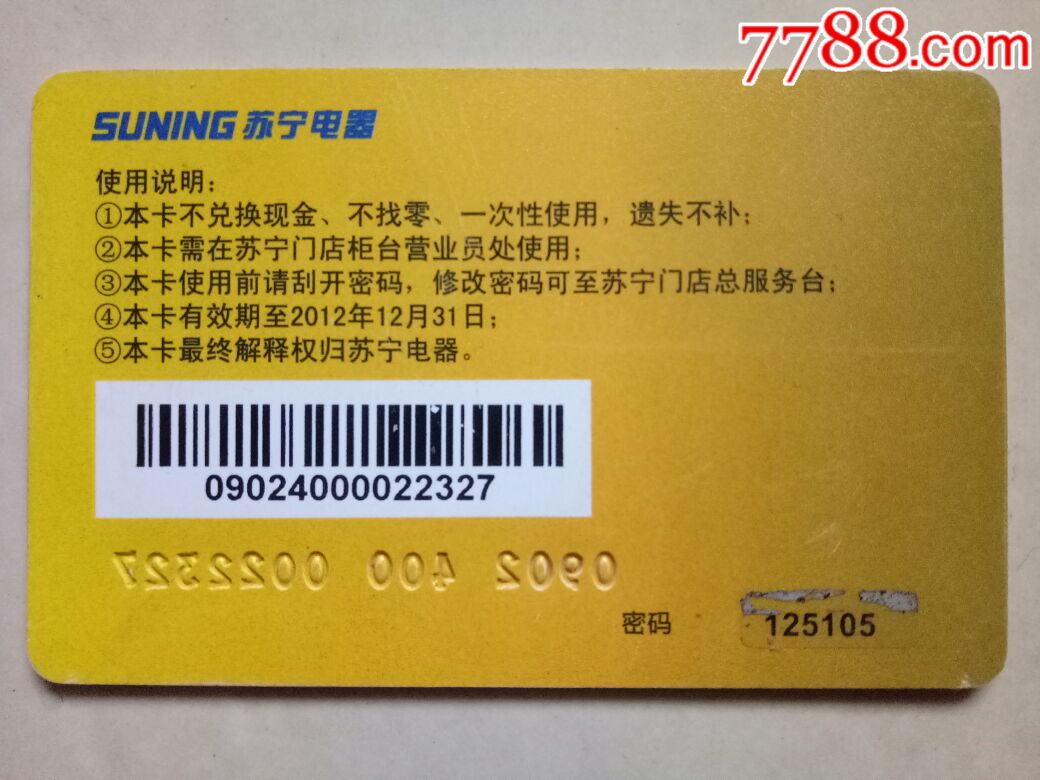 7788.com
SUNING 苏宁电器
使用说明：
①本卡不兑换现金、不找零、一次性使用，遗失不补；
②本卡需在苏宁门店柜台营业员处使用；
③本卡使用前请刮开密码，修改密码可至苏宁门店总服务台；
④本卡有效期至2012年12月31日；
⑤本卡最终解释权归苏宁电器。
09024000022327
0902 400 0022327
密码 125105